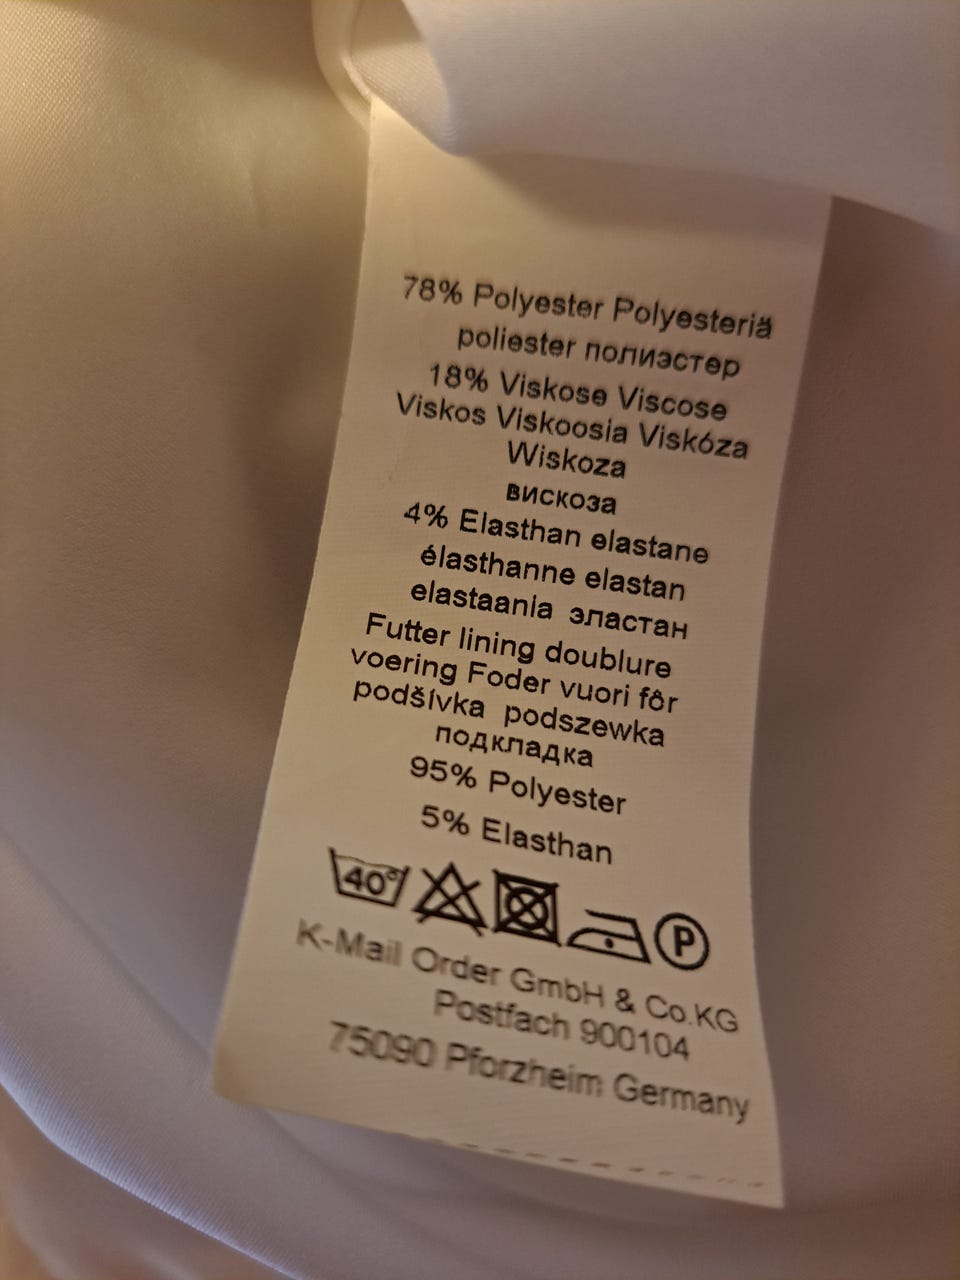 78% Polyester Polyesteriä
poliester полиэстер
18% Viskose Viscose
Viskos Viskoosia Viskóza
Wiskoza
вискоза
4% Elasthan elastane
élasthanne elastan
elastaania эластан
Futter lining doublure
voering Foder vuori fôr
podšívka podszewka
подкладка
95% Polyester
5% Elasthan
40°
P
K-Mail Order GmbH & Co.KG
Postfach 900104
75090 Pforzheim Germany